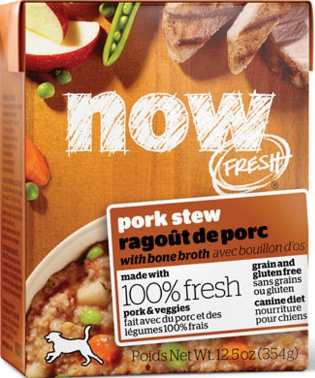 now
FRESH®
pork stew
ragoût de porc
with bone broth avec bouillon d'os
made with
100% fresh
pork & veggies
fait avec du porc et des
légumes 100% frais
grain and
gluten free
sans grains
ou gluten
canine diet
nourriture
pour chiens
Poids Net Wt. 12.5 oz (354g)